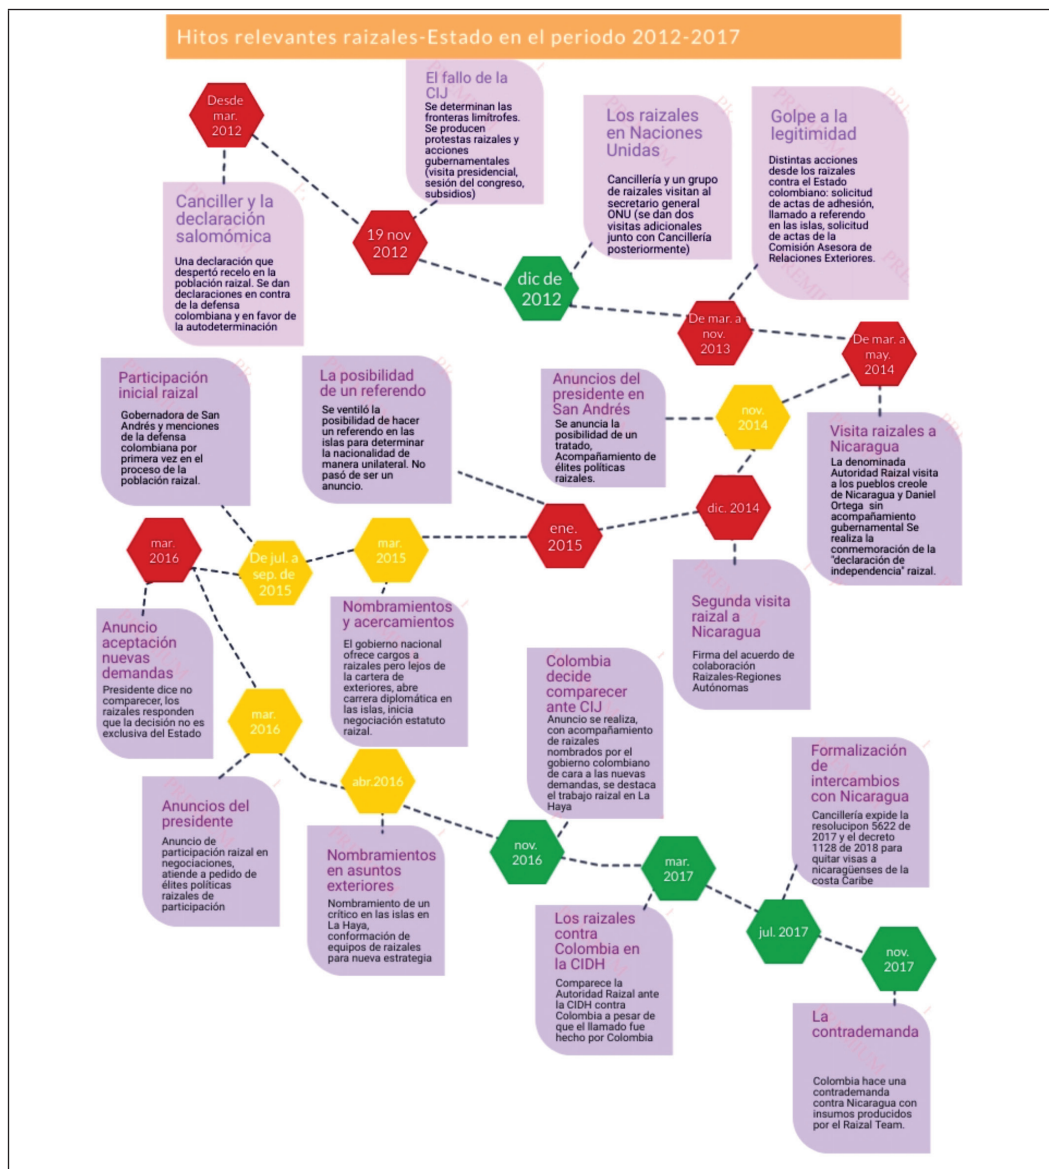 Hitos relevantes raizales-Estado en el periodo 2012-2017
Desde
mar.
2012
Canciller y la
declaración
salomómica
Una declaración que
despertó recelo en la
población raizal. Se dan
declaraciones en contra
de la defensa
colombiana y en favor de
la autodeterminación
El fallo de la
CIJ
Se determinan las
fronteras limítrofes.
Se producen
protestas raizales y
acciones
gubernamentales
(visita presidencial,
sesión del congreso,
subsidios)
19 nov
2012
Los raizales
en Naciones
Unidas
Cancillería y un grupo
de raizales visitan al
secretario general
ONU (se dan dos
visitas adicionales
junto con Cancillería
posteriormente)
dic de
2012
Golpe a la
legitimidad
Distintas acciones
desde los raizales
contra el Estado
colombiano: solicitud
de actas de adhesión,
llamado a referendo
en las islas, solicitud
de actas de la
Comisión Asesora de
Relaciones Exteriores.
De mar. a
nov.
2013
De mar. a
may.
2014
Visita raizales a
Nicaragua
La denominada
Autoridad Raizal visita
a los pueblos creole
de Nicaragua y Daniel
Ortega sin
acompañamiento
gubernamental Se
realiza la
conmemoración de la
"declaración de
independencia" raizal.
Anuncios del
presidente en
San Andrés
Se anuncia la
posibilidad de un
tratado,
Acompañamiento de
élites políticas
raizales.
nov.
2014
dic. 2014
Segunda visita
raizal a
Nicaragua
Firma del acuerdo de
colaboración
Raizales-Regiones
Autónomas
La posibilidad
de un referendo
Se ventiló la
posibilidad de hacer
un referendo en las
islas para determinar
la nacionalidad de
manera unilateral. No
pasó de ser un
anuncio.
ene.
2015
mar.
2015
Nombramientos
y acercamientos
El gobierno nacional
ofrece cargos a
raizales pero lejos de
la cartera de
exteriores, abre
carrera diplomática en
las islas, inicia
negociación estatuto
raizal.
Participación
inicial raizal
Gobernadora de San
Andrés y menciones
de la defensa
colombiana por
primera vez en el
proceso de la
población raizal.
De jul. a
sep. de
2015
mar.
2016
Anuncio
aceptación
nuevas
demandas
Presidente dice no
comparecer, los
raizales responden
que la decisión no es
exclusiva del Estado
mar.
2016
Anuncios del
presidente
Anuncio de
participación raizal en
negociaciones,
atiende a pedido de
élites políticas
raizales de
participación
abr.2016
Nombramientos
en asuntos
exteriores
Nombramiento de un
crítico en las islas en
La Haya,
conformación de
equipos de raizales
para nueva estrategia
Colombia
decide
comparecer
ante CIJ
Anuncio se realiza,
con acompañamiento
de raizales
nombrados por el
gobierno colombiano
de cara a las nuevas
demandas, se destaca
el trabajo raizal en La
Haya
nov.
2016
mar.
2017
Los raizales
contra
Colombia en
la CIDH
Comparece la
Autoridad Raizal ante
la CIDH contra
Colombia a pesar de
que el llamado fue
hecho por Colombia
Formalización
de
intercambios
con Nicaragua
Cancillería expide la
resolucipon 5622 de
2017 y el decreto
1128 de 2018 para
quitar visas a
nicaragüenses de la
costa Caribe
jul. 2017
nov.
2017
La
contrademanda
Colombia hace una
contrademanda
contra Nicaragua con
insumos producidos
por el Raizal Team.